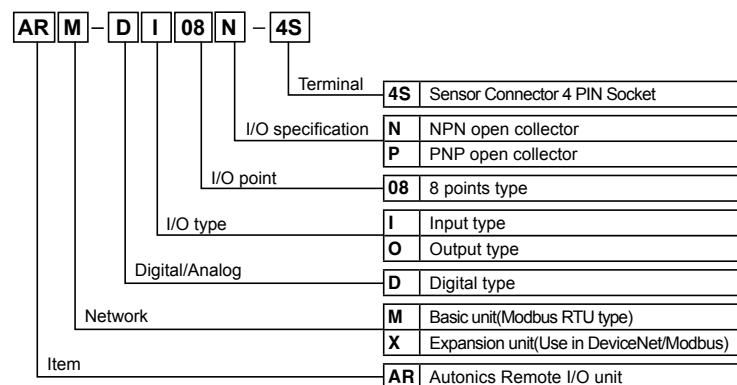 AR M – D I 08 N – 4S
Terminal
4S Sensor Connector 4 PIN Socket
I/O specification
N NPN open collector
P PNP open collector
I/O point
08 8 points type
I/O type
I Input type
O Output type
Digital/Analog
D Digital type
Network
M Basic unit(Modbus RTU type)
X Expansion unit(Use in DeviceNet/Modbus)
Item
AR Autonics Remote I/O unit